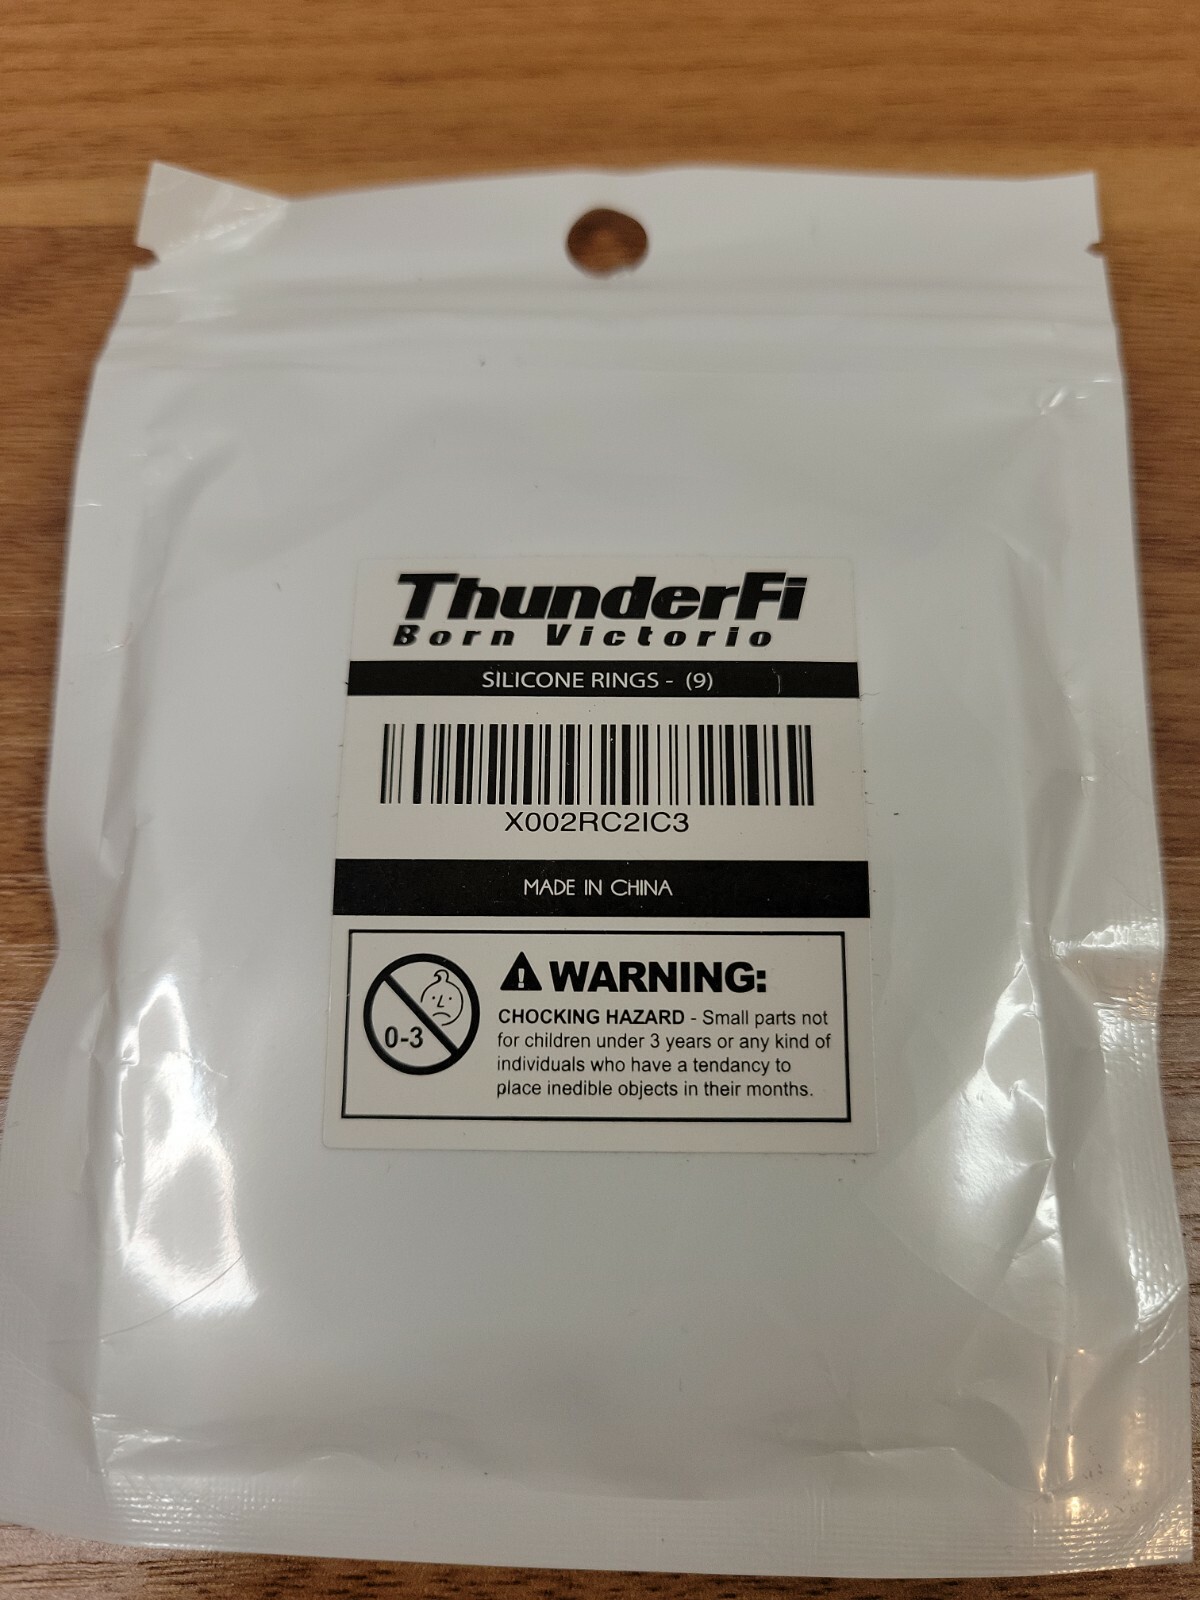 ThunderFi
Born Victorio
SILICONE RINGS - (9)
X002RC2IC3
MADE IN CHINA
0-3
WARNING:
CHOCKING HAZARD - Small parts not
for children under 3 years or any kind of
individuals who have a tendancy to
place inedible objects in their months.